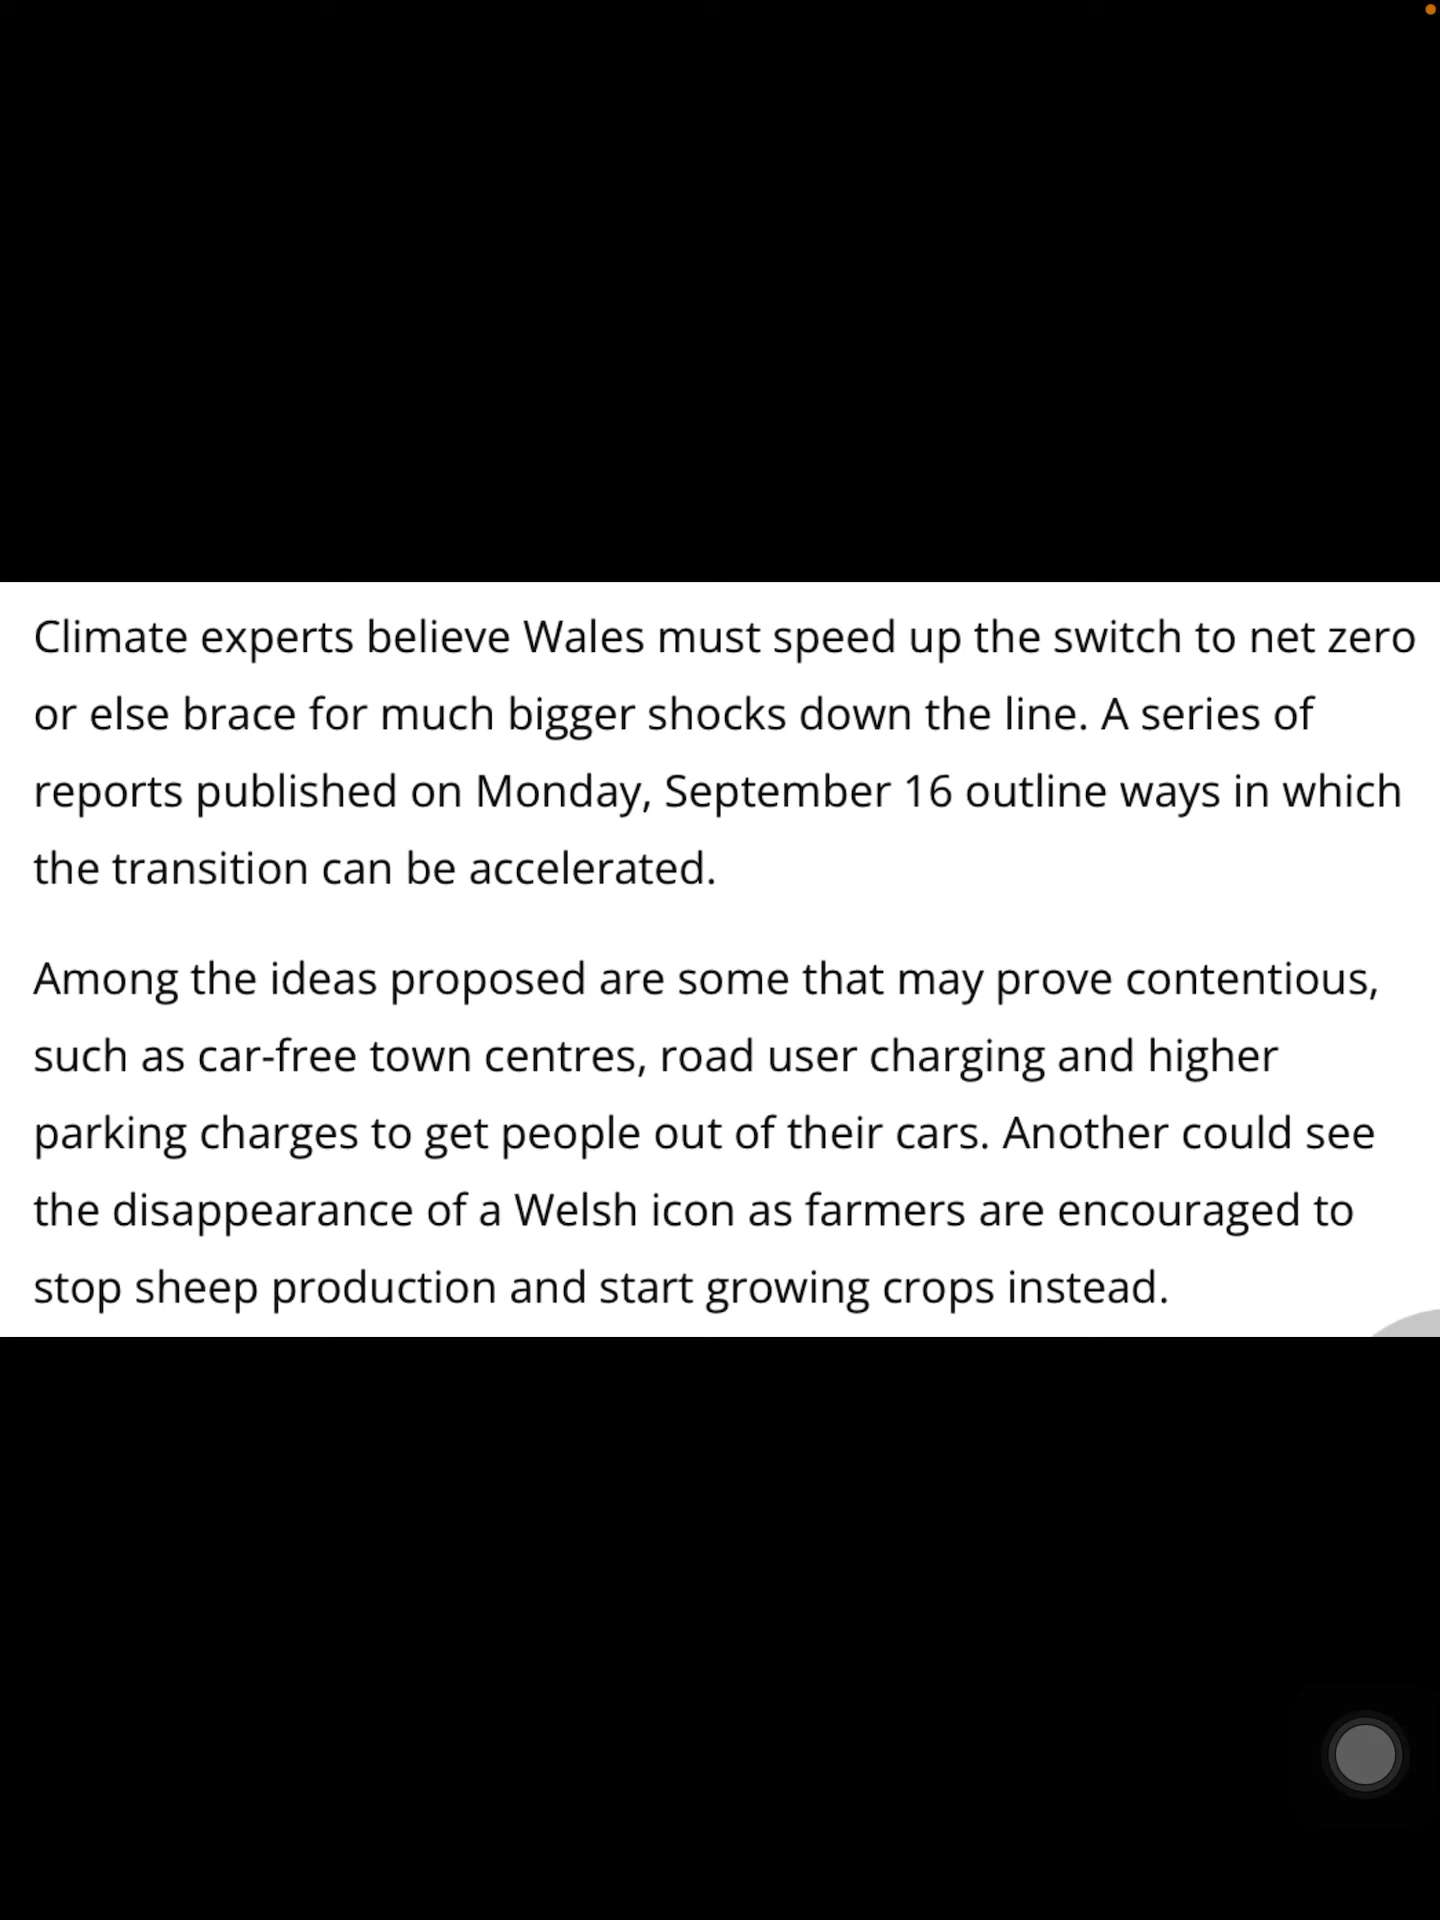 Climate experts believe Wales must speed up the switch to net zero
or else brace for much bigger shocks down the line. A series of
reports published on Monday, September 16 outline ways in which
the transition can be accelerated.
Among the ideas proposed are some that may prove contentious,
such as car-free town centres, road user charging and higher
parking charges to get people out of their cars. Another could see
the disappearance of a Welsh icon as farmers are encouraged to
stop sheep production and start growing crops instead.